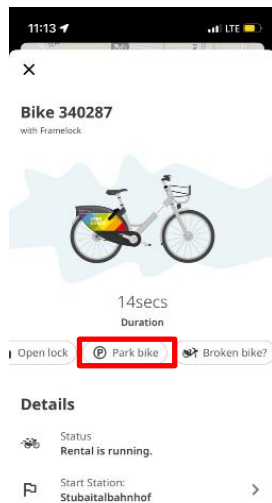 11:13 LTE
Bike 340287
with Framelock
14secs
Duration
Open lock Park bike Broken bike?
Details
Status
Rental is running.
Start Station:
Stubaitalbahnhof